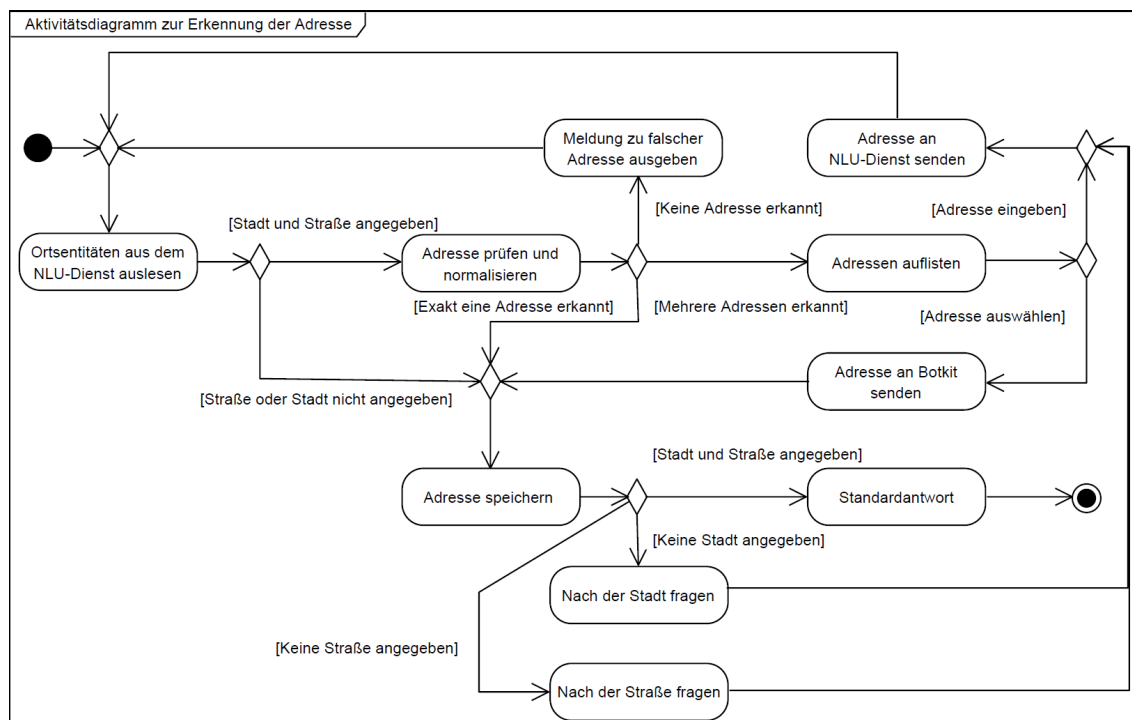 Aktivitätsdiagramm zur Erkennung der Adresse
Meldung zu falscher
Adresse ausgeben
Adresse an
NLU-Dienst senden
[Stadt und Straße angegeben]
[Keine Adresse erkannt]
[Adresse eingeben]
Ortsentitäten aus dem
NLU-Dienst auslesen
Adresse prüfen und
normalisieren
Adressen auflisten
[Exakt eine Adresse erkannt]
[Mehrere Adressen erkannt]
[Adresse auswählen]
Adresse an Botkit
senden
[Straße oder Stadt nicht angegeben]
[Stadt und Straße angegeben]
Adresse speichern
Standardantwort
[Keine Stadt angegeben]
Nach der Stadt fragen
[Keine Straße angegeben]
Nach der Straße fragen